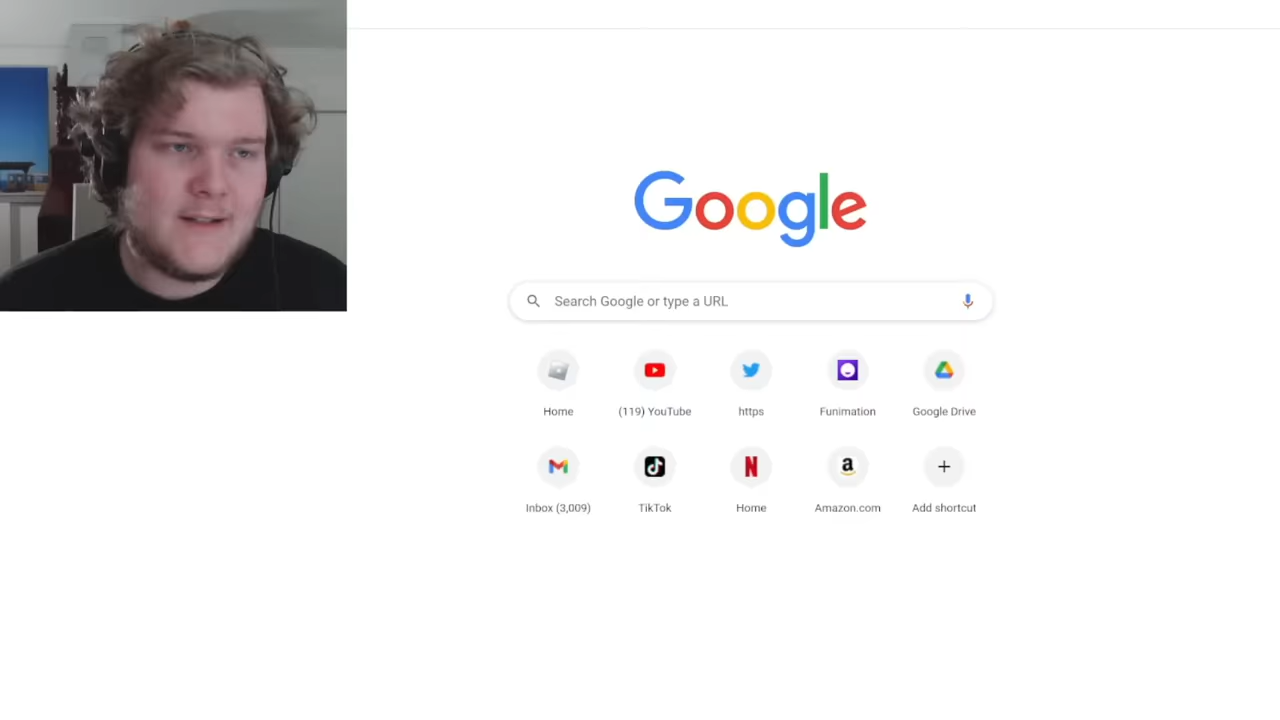 Google
Search Google or type a URL
Home
(119) YouTube
https
Funimation
Google Drive
Inbox (3,009)
TikTok
Home
Amazon.com
Add shortcut